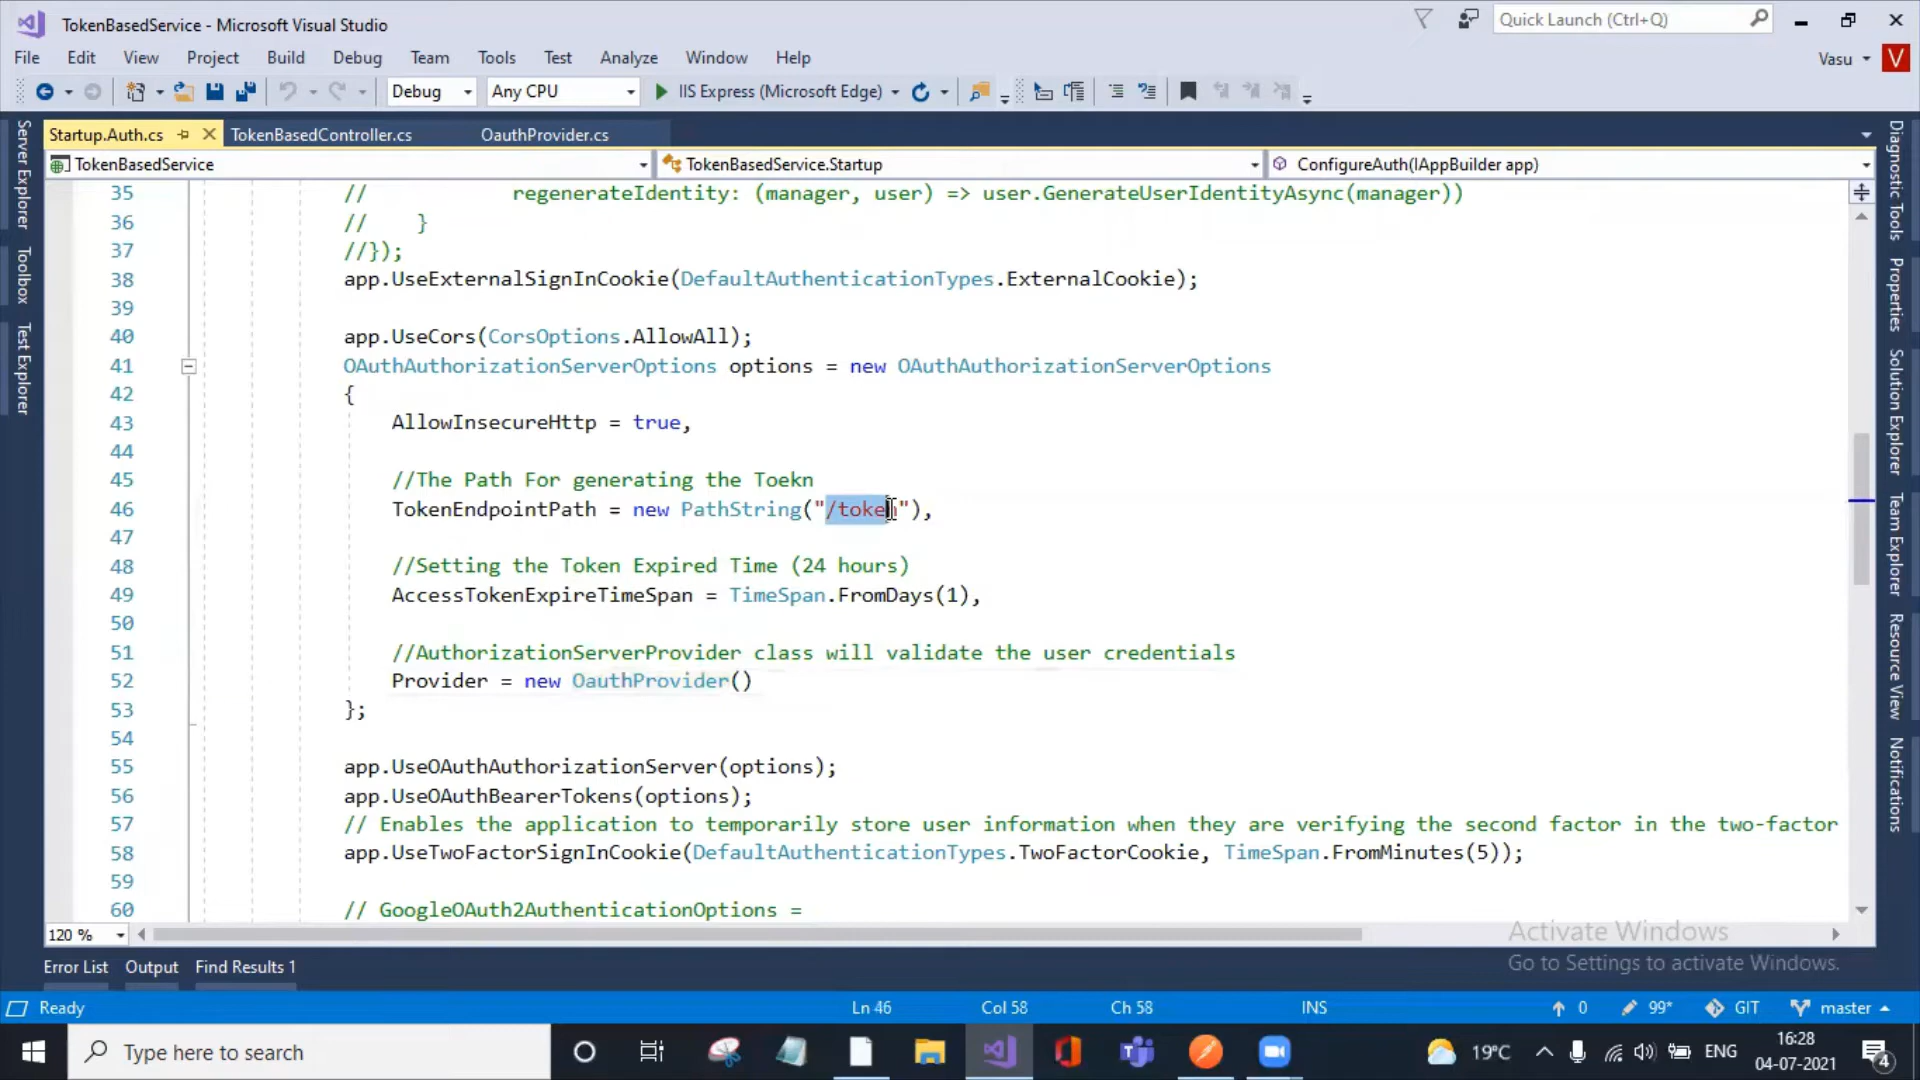 TokenBasedService - Microsoft Visual Studio
Quick Launch (Ctrl+Q)
File Edit View Project Build Debug Team Tools Test Analyze Window Help
Vasu V
Debug Any CPU IIS Express (Microsoft Edge)
Startup.Auth.cs TokenBasedController.cs OauthProvider.cs
TokenBasedService TokenBasedService.Startup ConfigureAuth(IAppBuilder app)
Server Explorer
Toolbox
Test Explorer
35 // regenerateIdentity: (manager, user) => user.GenerateUserIdentityAsync(manager))
36 // }
37 //});
38 app.UseExternalSignInCookie(DefaultAuthenticationTypes.ExternalCookie);
39
40 app.UseCors(CorsOptions.AllowAll);
41 OAuthAuthorizationServerOptions options = new OAuthAuthorizationServerOptions
42 {
43 AllowInsecureHttp = true,
44
45 //The Path For generating the Toekn
46 TokenEndpointPath = new PathString("/token"),
47
48 //Setting the Token Expired Time (24 hours)
49 AccessTokenExpireTimeSpan = TimeSpan.FromDays(1),
50
51 //AuthorizationServerProvider class will validate the user credentials
52 Provider = new OauthProvider()
53 };
54
55 app.UseOAuthAuthorizationServer(options);
56 app.UseOAuthBearerTokens(options);
57 // Enables the application to temporarily store user information when they are verifying the second factor in the two-factor
58 app.UseTwoFactorSignInCookie(DefaultAuthenticationTypes.TwoFactorCookie, TimeSpan.FromMinutes(5));
59
60 // GoogleOAuth2AuthenticationOptions =
Diagnostic Tools
Properties
Solution Explorer
Team Explorer
Resource View
Notifications
120 %
Activate Windows
Go to Settings to activate Windows.
Error List Output Find Results 1
Ready Ln 46 Col 58 Ch 58 INS 0 99* GIT master
Type here to search
19°C ENG 16:28
04-07-2021
4